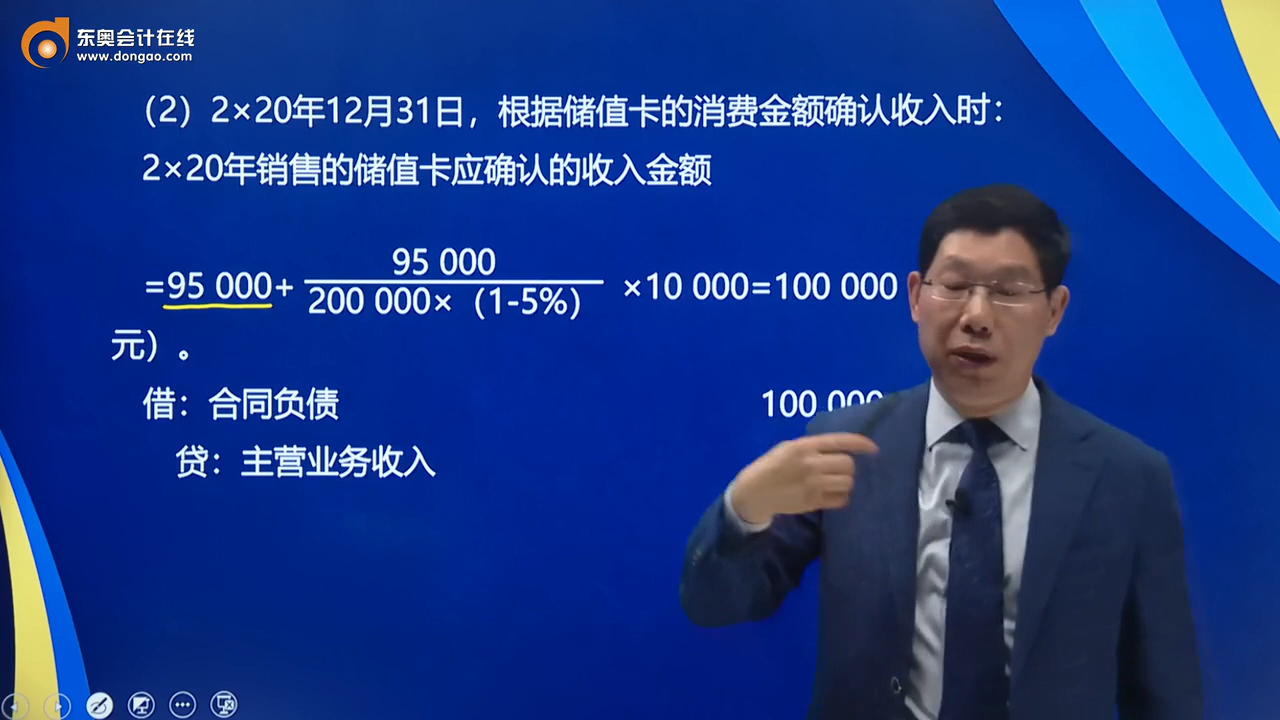 东奥会计在线
www.dongao.com
（2）2×20年12月31日，根据储值卡的消费金额确认收入时：
2×20年销售的储值卡应确认的收入金额
95 000
=95 000+ ×10 000=100 000
200 000×（1-5%）
元）。
借：合同负债 100 000
贷：主营业务收入